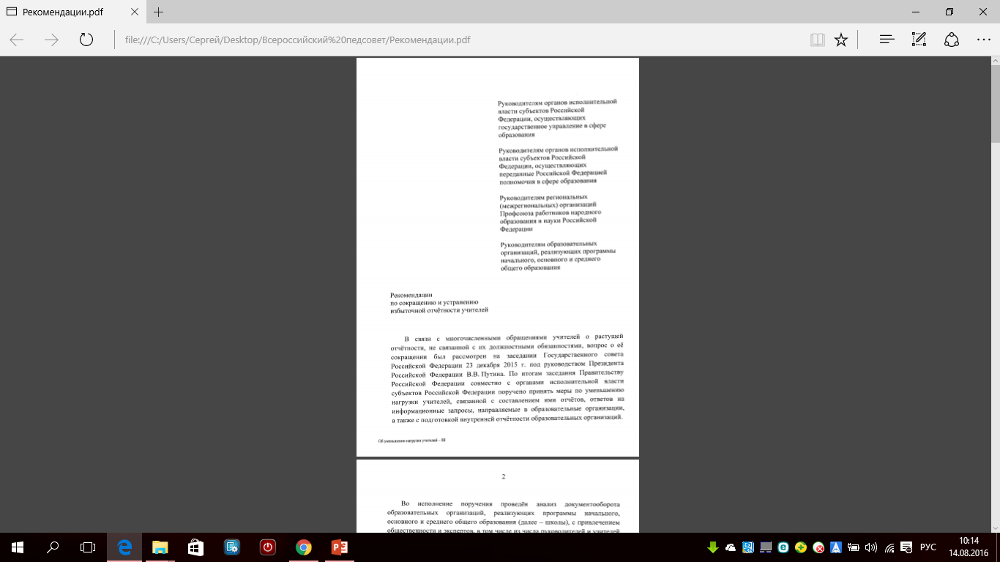 Рекомендации.pdf
file:///C:/Users/Сергей/Desktop/Всероссийский%20педсовет/Рекомендации.pdf
Руководителям органов исполнительной
власти субъектов Российской
Федерации, осуществляющих
государственное управление в сфере
образования
Руководителям органов исполнительной
власти субъектов Российской
Федерации, осуществляющих
переданные Российской Федерацией
полномочия в сфере образования
Руководителям региональных
(межрегиональных) организаций
Профсоюза работников народного
образования и науки Российской
Федерации
Руководителям образовательных
организаций, реализующих программы
начального, основного и среднего
общего образования
Рекомендации
по сокращению и устранению
избыточной отчётности учителей
В связи с многочисленными обращениями учителей о растущей
отчётности, не связанной с их должностными обязанностями, вопрос о её
сокращении был рассмотрен на заседании Государственного совета
Российской Федерации 23 декабря 2015 г. под руководством Президента
Российской Федерации В.В. Путина. По итогам заседания Правительству
Российской Федерации совместно с органами исполнительной власти
субъектов Российской Федерации поручено принять меры по уменьшению
нагрузки учителей, связанной с составлением ими отчётов, ответов на
информационные запросы, направляемые в образовательные организации,
а также с подготовкой внутренней отчётности образовательных организаций.
Об уменьшении нагрузки учителей – 08
2
Во исполнение поручения проведён анализ документооборота
образовательных организаций, реализующих программы начального,
основного и среднего общего образования (далее – школы), с привлечением
общественности и экспертов, в том числе из числа руководителей и учителей
РУС
10:14
14.08.2016